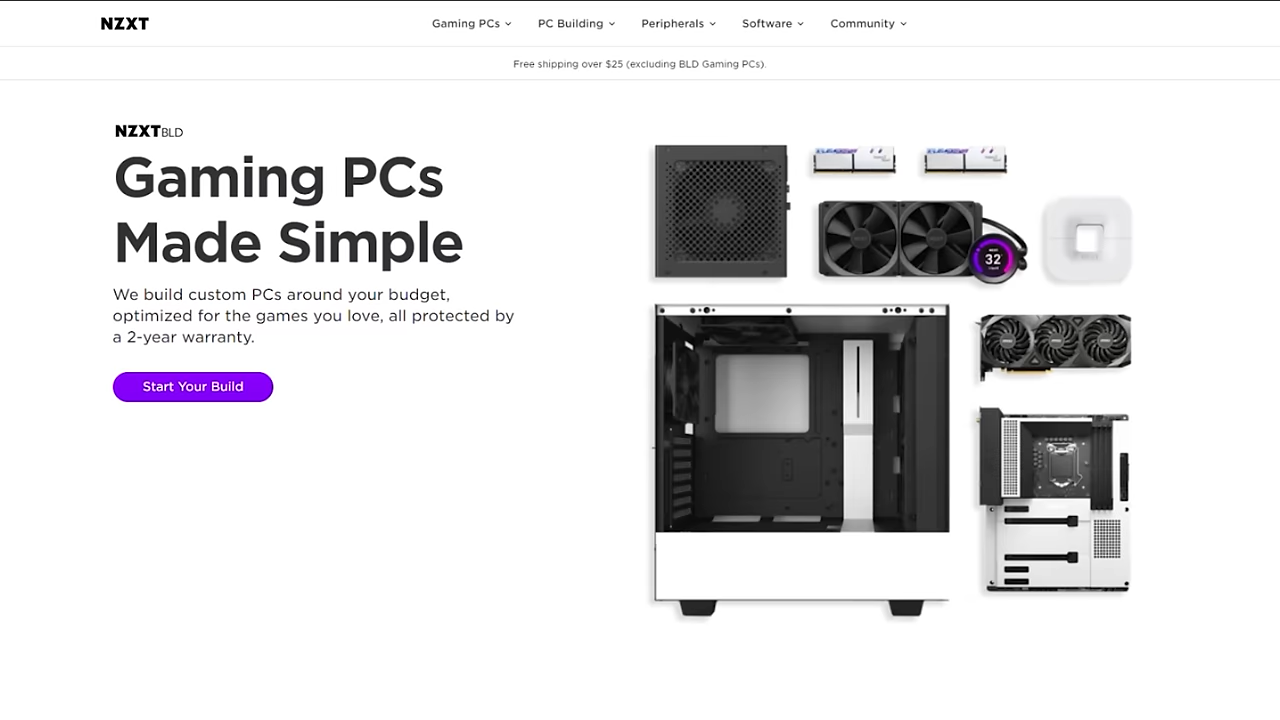 NZXT
Gaming PCs PC Building Peripherals Software Community
Free shipping over $25 (excluding BLD Gaming PCs).
NZXT BLD
Gaming PCs
Made Simple
We build custom PCs around your budget,
optimized for the games you love, all protected by
a 2-year warranty.
Start Your Build
32°